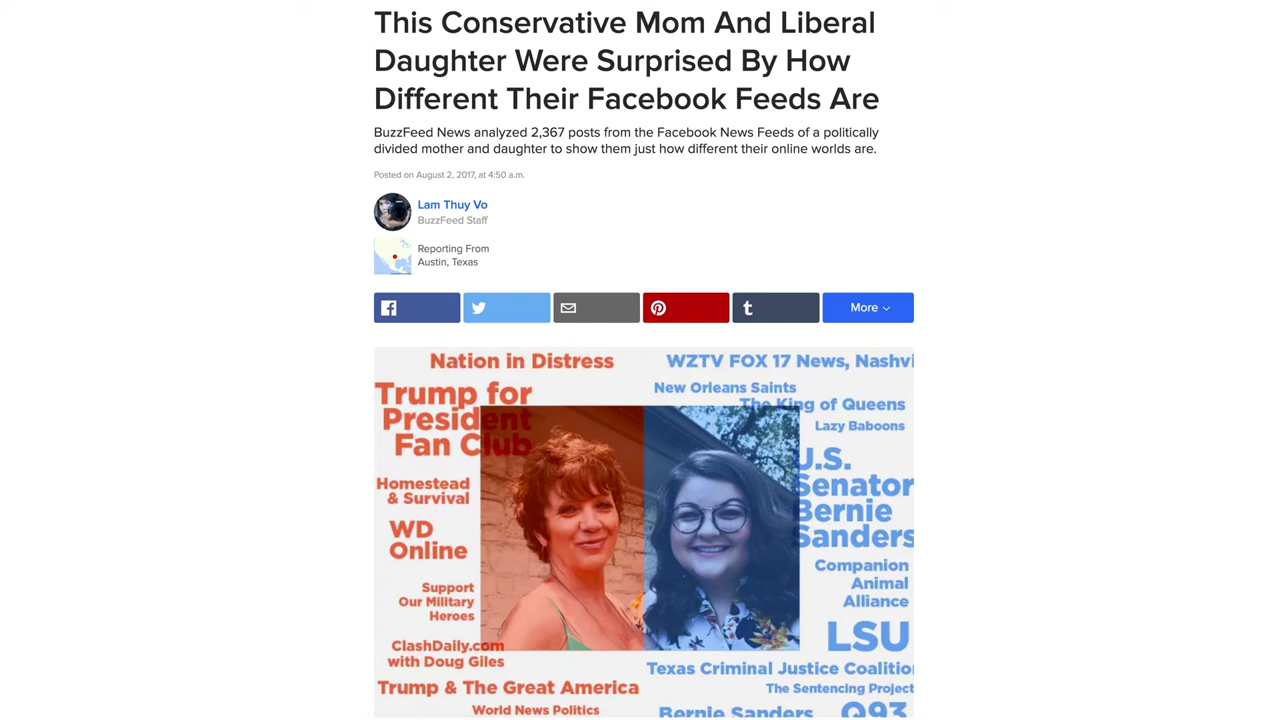 This Conservative Mom And Liberal
Daughter Were Surprised By How
Different Their Facebook Feeds Are
BuzzFeed News analyzed 2,367 posts from the Facebook News Feeds of a politically
divided mother and daughter to show them just how different their online worlds are.
Posted on August 2, 2017, at 4:50 a.m.
Lam Thuy Vo
BuzzFeed Staff
Reporting From
Austin, Texas
More
Nation in Distress
Trump for
President
Fan Club
Homestead
& Survival
WD
Online
Support
Our Military
Heroes
ClashDaily.com
with Doug Giles
Trump & The Great America
World News Politics
WZTV FOX 17 News, Nashvi
New Orleans Saints
The King of Queens
Lazy Baboons
U.S.
Senator
Bernie
Sanders
Companion
Animal
Alliance
LSU
Texas Criminal Justice Coalitio
The Sentencing Project
Bernie Sanders
Q93